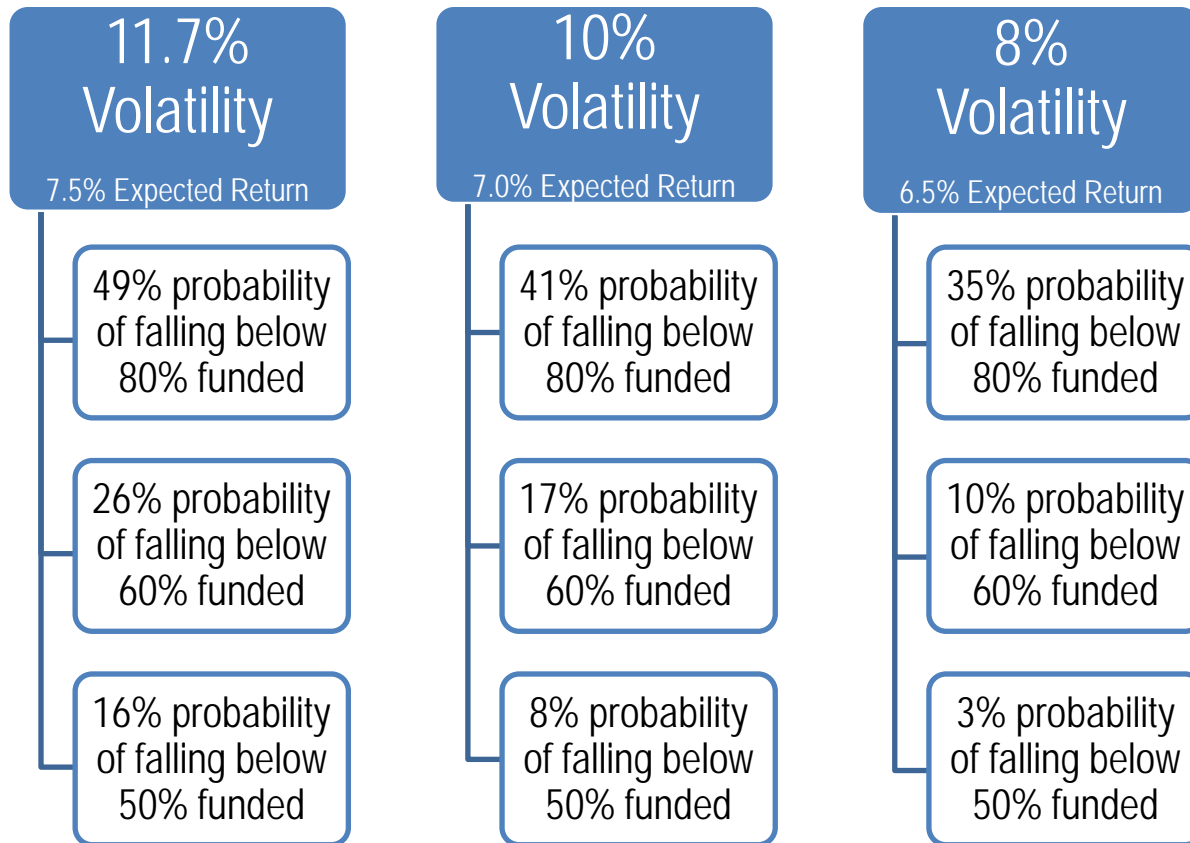 11.7%
Volatility
7.5% Expected Return
49% probability
of falling below
80% funded
26% probability
of falling below
60% funded
16% probability
of falling below
50% funded
10%
Volatility
7.0% Expected Return
41% probability
of falling below
80% funded
17% probability
of falling below
60% funded
8% probability
of falling below
50% funded
8%
Volatility
6.5% Expected Return
35% probability
of falling below
80% funded
10% probability
of falling below
60% funded
3% probability
of falling below
50% funded